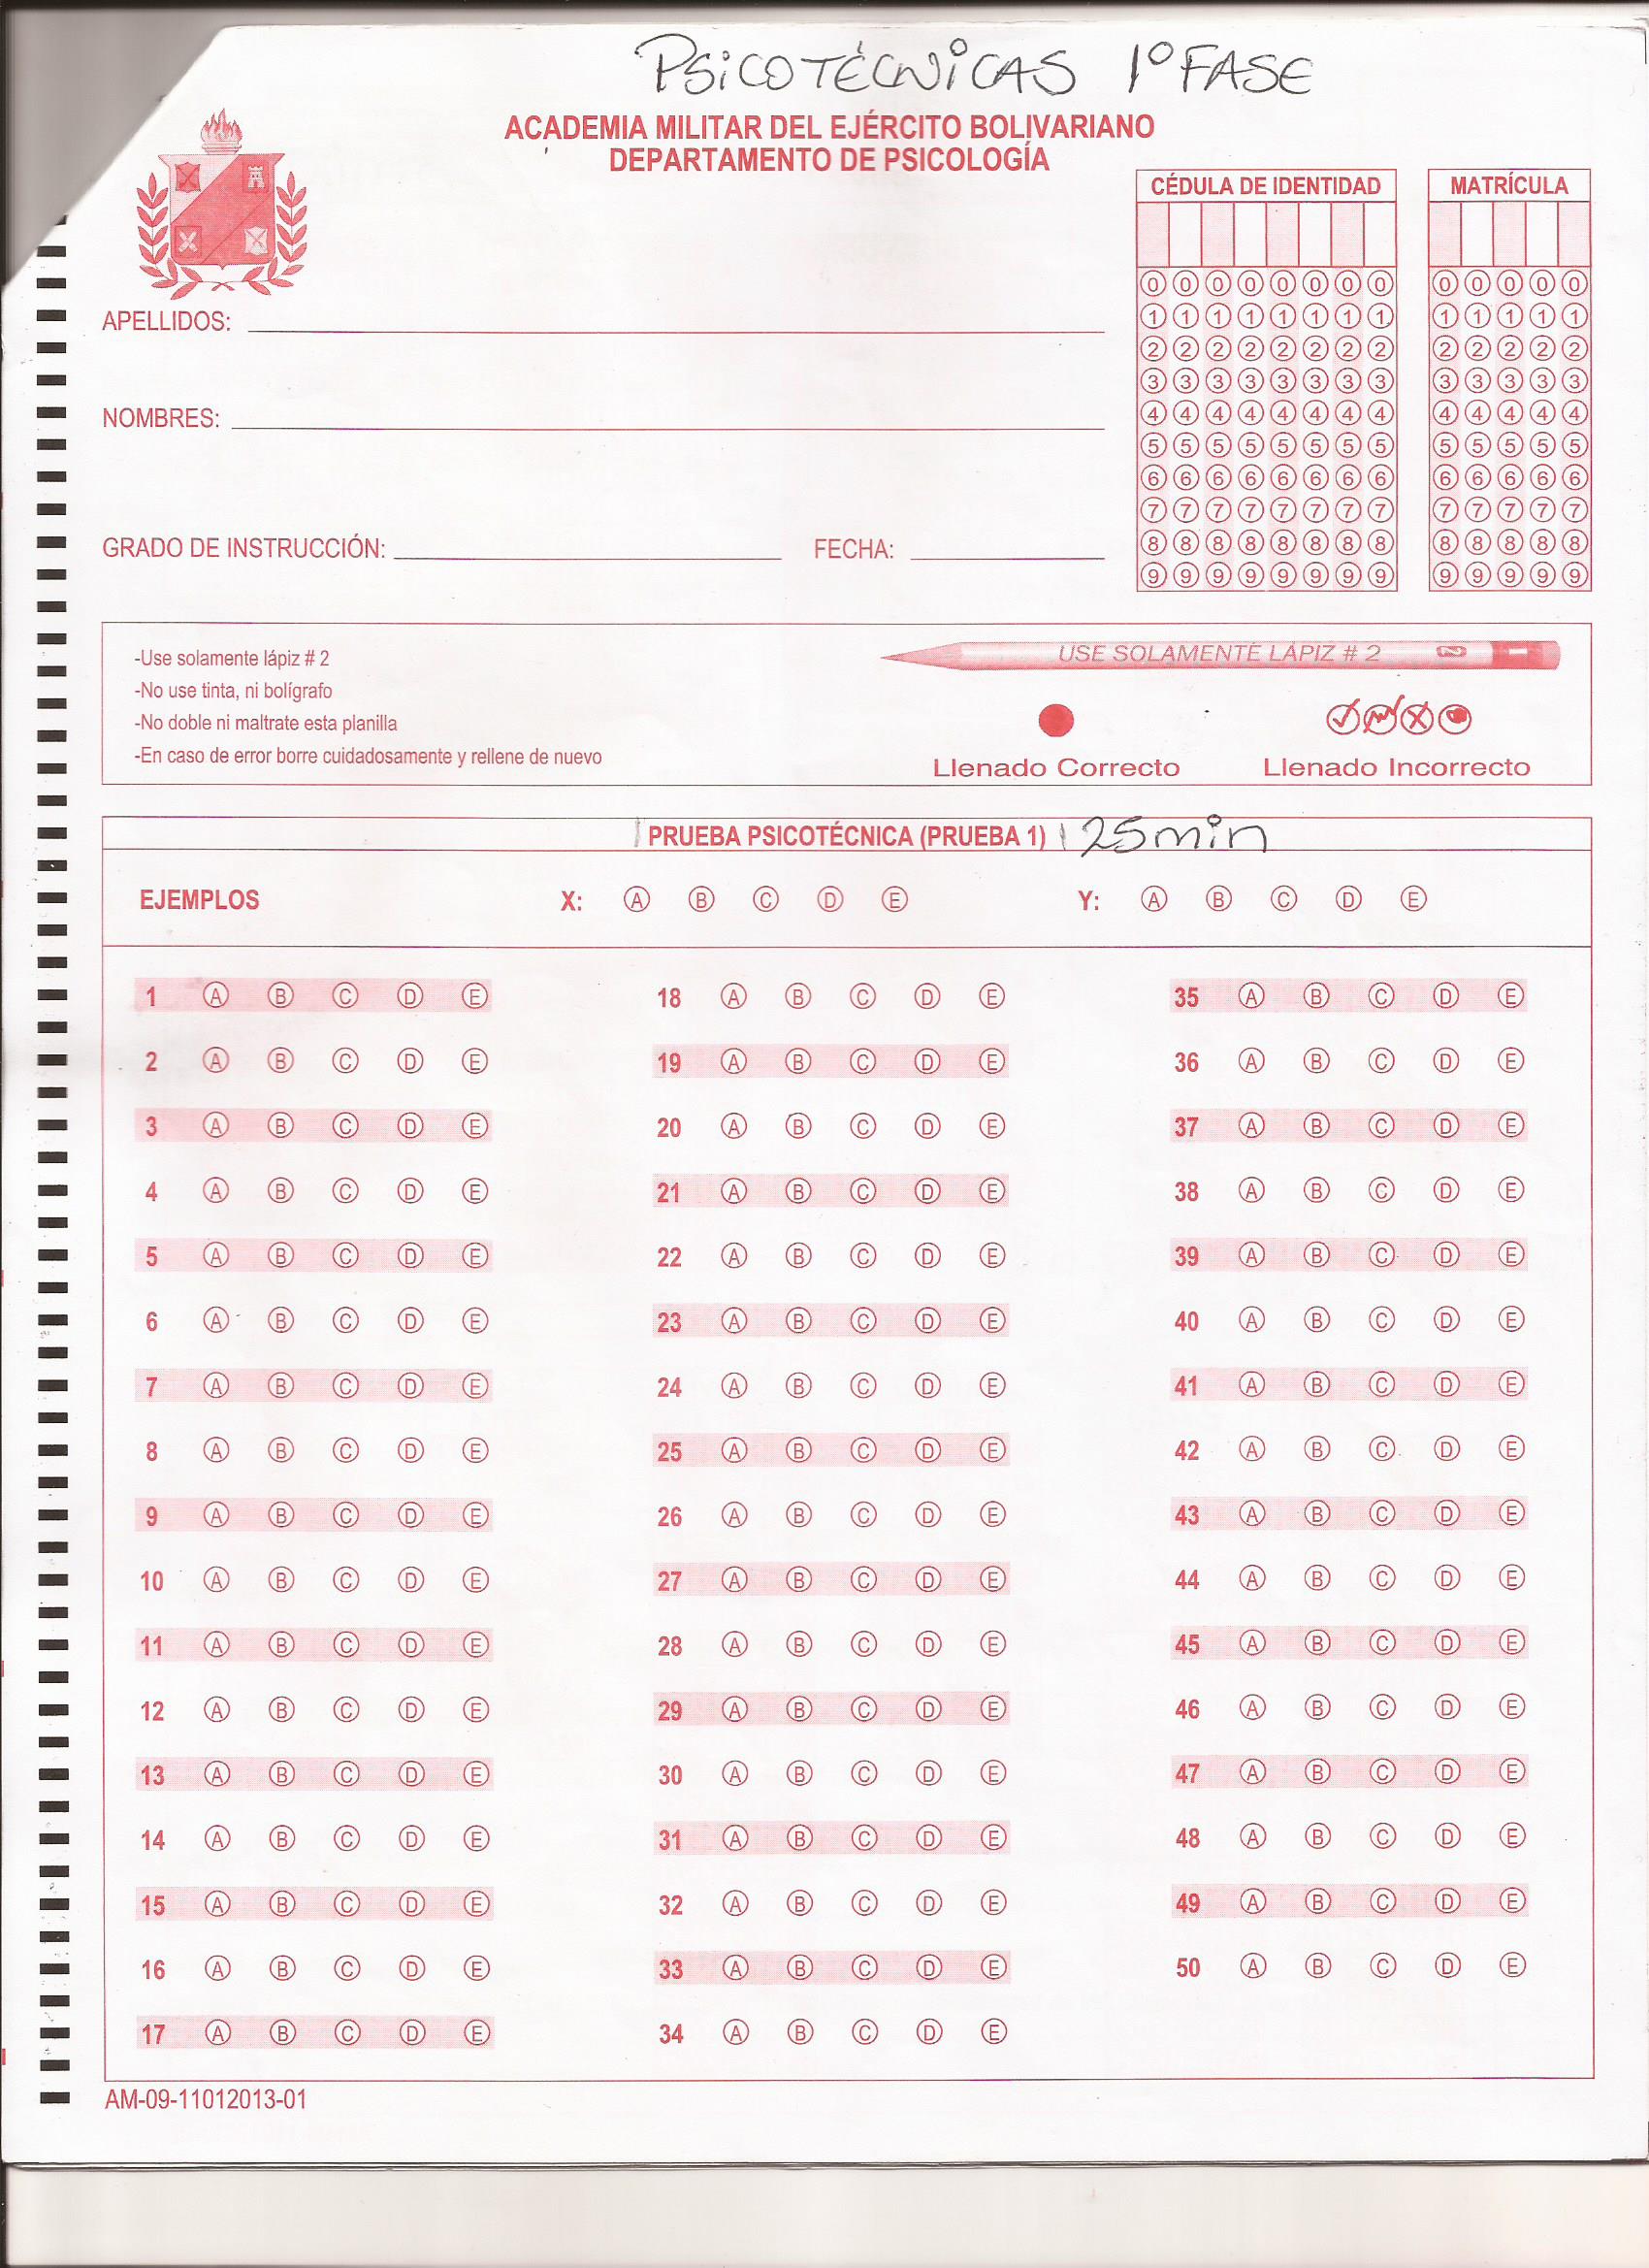 PSiCOTÉCNiCAS 1º FASE
ACADEMIA MILITAR DEL EJÉRCITO BOLIVARIANO
DEPARTAMENTO DE PSICOLOGÍA
CÉDULA DE IDENTIDAD MATRÍCULA
0 0 0 0 0 0 0 0 0 0 0 0 0
1 1 1 1 1 1 1 1 1 1 1 1 1
2 2 2 2 2 2 2 2 2 2 2 2 2
3 3 3 3 3 3 3 3 3 3 3 3 3
4 4 4 4 4 4 4 4 4 4 4 4 4
5 5 5 5 5 5 5 5 5 5 5 5 5
6 6 6 6 6 6 6 6 6 6 6 6 6
7 7 7 7 7 7 7 7 7 7 7 7 7
8 8 8 8 8 8 8 8 8 8 8 8 8
9 9 9 9 9 9 9 9 9 9 9 9 9
APELLIDOS:
NOMBRES:
GRADO DE INSTRUCCIÓN: FECHA:
-Use solamente lápiz # 2
-No use tinta, ni bolígrafo
-No doble ni maltrate esta planilla
-En caso de error borre cuidadosamente y rellene de nuevo
USE SOLAMENTE LAPIZ # 2 2
Llenado Correcto Llenado Incorrecto
PRUEBA PSICOTÉCNICA (PRUEBA 1) 25 min
EJEMPLOS X: A B C D E Y: A B C D E
1 A B C D E 18 A B C D E 35 A B C D E
2 A B C D E 19 A B C D E 36 A B C D E
3 A B C D E 20 A B C D E 37 A B C D E
4 A B C D E 21 A B C D E 38 A B C D E
5 A B C D E 22 A B C D E 39 A B C D E
6 A B C D E 23 A B C D E 40 A B C D E
7 A B C D E 24 A B C D E 41 A B C D E
8 A B C D E 25 A B C D E 42 A B C D E
9 A B C D E 26 A B C D E 43 A B C D E
10 A B C D E 27 A B C D E 44 A B C D E
11 A B C D E 28 A B C D E 45 A B C D E
12 A B C D E 29 A B C D E 46 A B C D E
13 A B C D E 30 A B C D E 47 A B C D E
14 A B C D E 31 A B C D E 48 A B C D E
15 A B C D E 32 A B C D E 49 A B C D E
16 A B C D E 33 A B C D E 50 A B C D E
17 A B C D E 34 A B C D E
AM-09-11012013-01